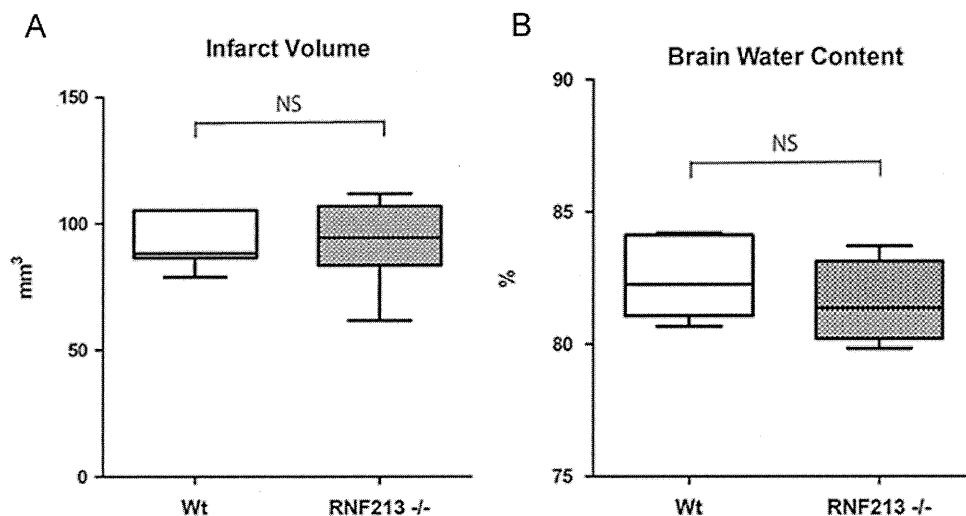 A
Infarct Volume
150
100
50
0
mm³
NS
Wt
RNF213 -/-
B
Brain Water Content
90
85
80
75
%
NS
Wt
RNF213 -/-